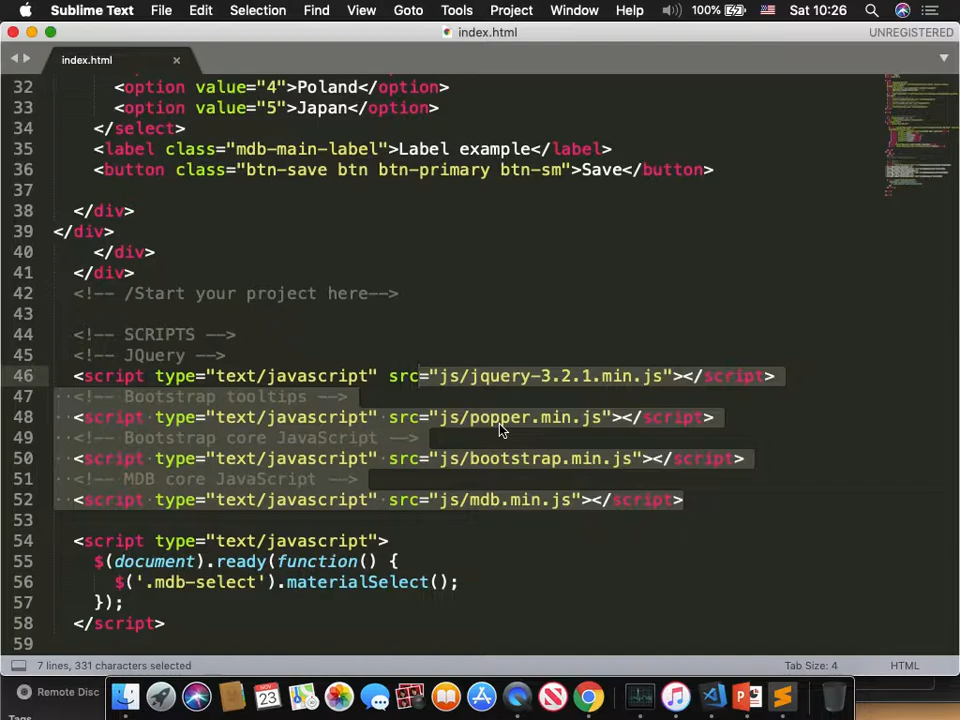 Sublime Text File Edit Selection Find View Goto Tools Project Window Help 100% Sat 10:26
index.html UNREGISTERED
index.html
32
33 <option value="4">Poland</option>
<option value="5">Japan</option>
34 </select>
35 <label class="mdb-main-label">Label example</label>
36 <button class="btn-save btn btn-primary btn-sm">Save</button>
37
38 </div>
39 </div>
40 </div>
41 </div>
42 <!-- /Start your project here-->
43
44 <!-- SCRIPTS -->
45 <!-- JQuery -->
46 <script type="text/javascript" src="js/jquery-3.2.1.min.js"></script>
47 <!-- Bootstrap tooltips -->
48 <script type="text/javascript" src="js/popper.min.js"></script>
49 <!-- Bootstrap core JavaScript -->
50 <script type="text/javascript" src="js/bootstrap.min.js"></script>
51 <!-- MDB core JavaScript -->
52 <script type="text/javascript" src="js/mdb.min.js"></script>
53
54 <script type="text/javascript">
55 $(document).ready(function() {
56 $('.mdb-select').materialSelect();
57 });
58 </script>
59
7 lines, 331 characters selected Tab Size: 4 HTML
Remote Disc
NOV
23
Tags